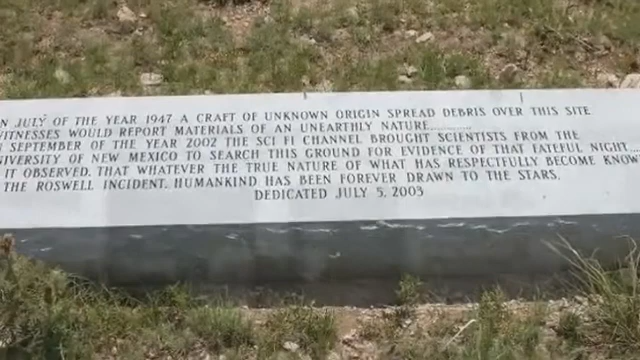 N JULY OF THE YEAR 1947 A CRAFT OF UNKNOWN ORIGIN SPREAD DEBRIS OVER THIS SITE
WITNESSES WOULD REPORT MATERIALS OF AN UNEARTHLY NATURE..........
SEPTEMBER OF THE YEAR 2002 THE SCI FI CHANNEL BROUGHT SCIENTISTS FROM THE
NIVERSITY OF NEW MEXICO TO SEARCH THIS GROUND FOR EVIDENCE OF THAT FATEFUL NIGHT....
IT OBSERVED, THAT WHATEVER THE TRUE NATURE OF WHAT HAS RESPECTFULLY BECOME KNOW
THE ROSWELL INCIDENT, HUMANKIND HAS BEEN FOREVER DRAWN TO THE STARS.
DEDICATED JULY 5, 2003